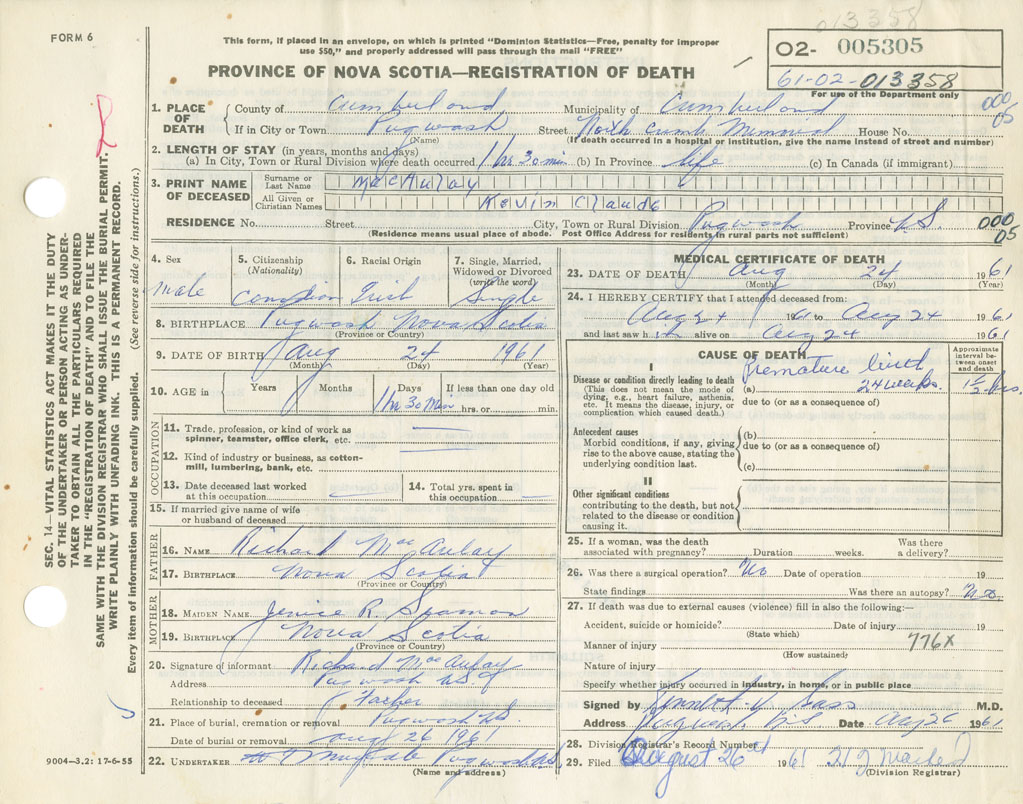 013358
FORM 6
This form, if placed in an envelope, on which is printed "Dominion Statistics—Free, penalty for improper
use $50," and properly addressed will pass through the mail "FREE"
O2- 005305
PROVINCE OF NOVA SCOTIA—REGISTRATION OF DEATH
61-02-013358
For use of the Department only
1. PLACE OF DEATH
County of Cumberland Municipality of Cumberland
000 05
If in City or Town Pugwash Street North Cumb Memorial House No.
(Name) (If death occurred in a hospital or institution, give the name instead of street and number)
2. LENGTH OF STAY (in years, months and days)
(a) In City, Town or Rural Division where death occurred 1 hr 30 min (b) In Province life (c) In Canada (if immigrant)
3. PRINT NAME OF DECEASED
Surname or Last Name MacAulay
All Given or Christian Names Kevin Claude
RESIDENCE No. Street City, Town or Rural Division Pugwash Province N.S. 000 05
(Residence means usual place of abode. Post Office Address for residents in rural parts not sufficient)
4. Sex
Male
5. Citizenship
(Nationality)
Canadian
6. Racial Origin
Irish
7. Single, Married,
Widowed or Divorced
(write the word)
Single
8. BIRTHPLACE Pugwash Nova Scotia
(Province or Country)
9. DATE OF BIRTH Aug 24 1961
(Month) (Day) (Year)
10. AGE in Years Months Days If less than one day old
1 Hr 30 Min hrs. or min.
OCCUPATION
11. Trade, profession, or kind of work as
spinner, teamster, office clerk, etc. —
12. Kind of industry or business, as cotton-
mill, lumbering, bank, etc. —
13. Date deceased last worked
at this occupation —
14. Total yrs. spent in
this occupation —
15. If married give name of wife
or husband of deceased
FATHER
16. NAME Richard MacAulay
17. BIRTHPLACE Nova Scotia
(Province or Country)
MOTHER
18. MAIDEN NAME Jenice R.
19. BIRTHPLACE Nova Scotia
(Province or Country)
20. Signature of informant Richard MacAulay
Address Pugwash N.S.
Relationship to deceased Father
21. Place of burial, cremation or removal Pugwash N.S.
Date of burial or removal Aug 26 1961
22. UNDERTAKER Pugwash N.S.
(Name and address)
MEDICAL CERTIFICATE OF DEATH
23. DATE OF DEATH Aug 24 1961
(Month) (Day) (Year)
24. I HEREBY CERTIFY that I attended deceased from:
Aug 24 1961 to Aug 24 1961
and last saw him alive on Aug 24 1961
CAUSE OF DEATH
Approximate
interval be-
tween onset
and death
I
Disease or condition directly leading to death
(This does not mean the mode of
dying, e.g., heart failure, asthenia,
etc. It means the disease, injury, or
complication which caused death.)
(a) Premature birth
24 weeks. 1½ hrs.
due to (or as a consequence of)
Antecedent causes
Morbid conditions, if any, giving
rise to the above cause, stating the
underlying condition last.
(b)
due to (or as a consequence of)
(c)
II
Other significant conditions
contributing to the death, but not
related to the disease or condition
causing it.
25. If a woman, was the death
associated with pregnancy? Duration weeks. Was there
a delivery?
26. Was there a surgical operation? No Date of operation 19
State findings Was there an autopsy? No
27. If death was due to external causes (violence) fill in also the following:—
Accident, suicide or homicide? Date of injury 19
(State which)
Manner of injury 776X
(How sustained)
Nature of injury
Specify whether injury occurred in industry, in home, or in public place
Signed by M.D.
Address Pugwash N.S. Date Aug 26 1961
28. Division Registrar's Record Number
29. Filed August 26 1961
(Division Registrar)
SEC. 14—VITAL STATISTICS ACT MAKES IT THE DUTY
OF THE UNDERTAKER OR PERSON ACTING AS UNDER-
TAKER TO OBTAIN ALL THE PARTICULARS REQUIRED
IN THE "REGISTRATION OF DEATH" AND TO FILE THE
SAME WITH THE DIVISION REGISTRAR WHO SHALL ISSUE THE BURIAL PERMIT.
WRITE PLAINLY WITH UNFADING INK. THIS IS A PERMANENT RECORD.
Every item of information should be carefully supplied. (See reverse side for instructions.)
9004—3.2: 17-6-55